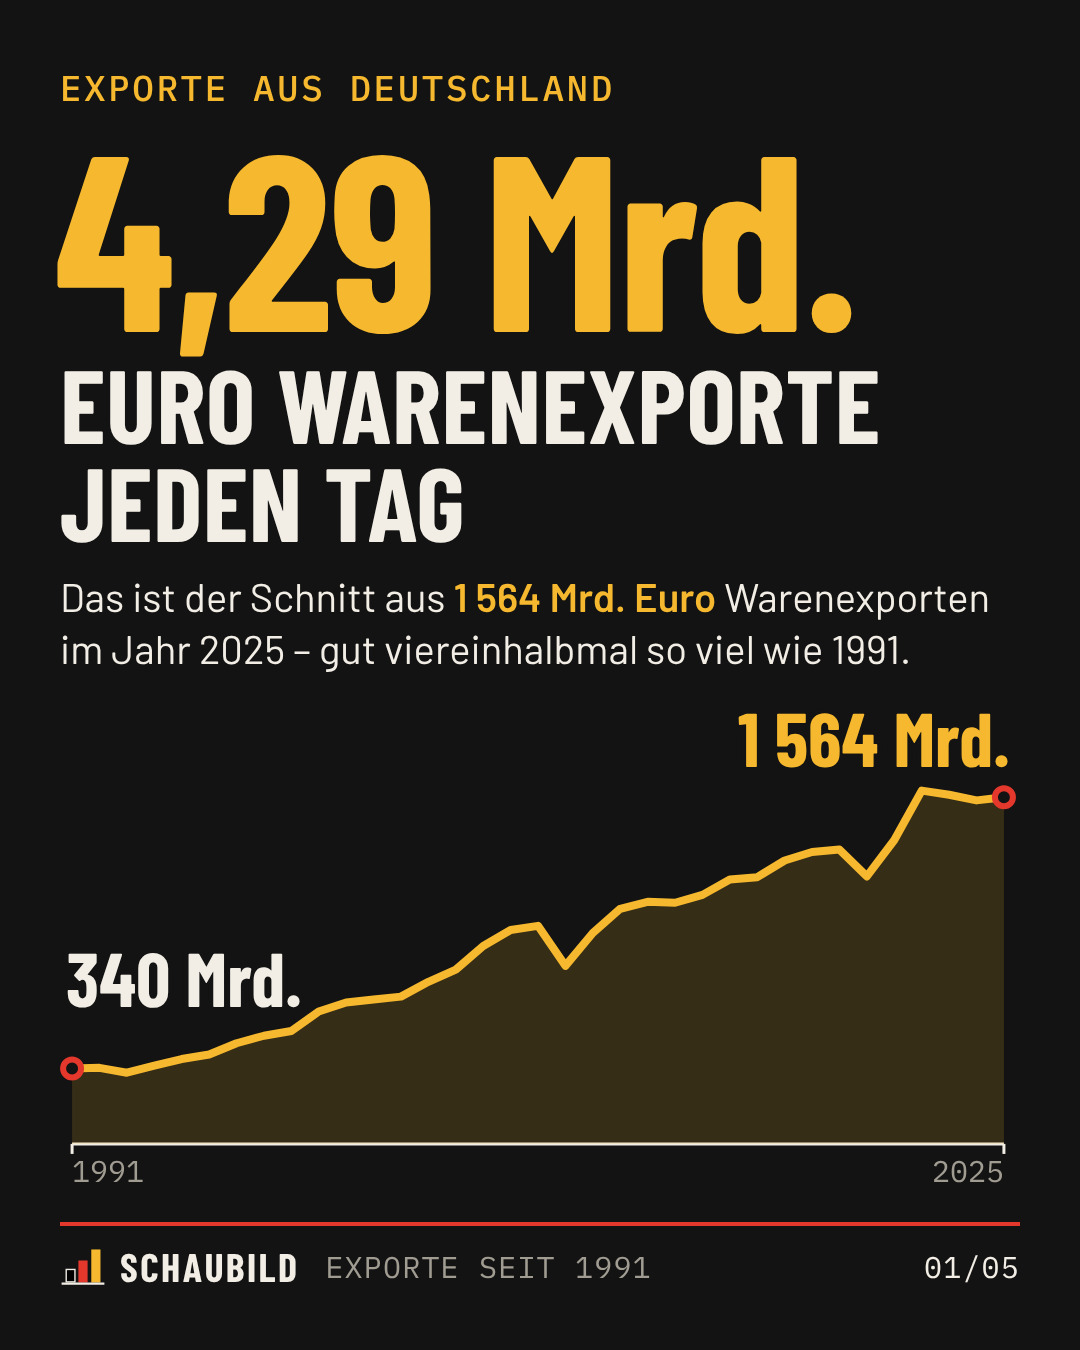 EXPORTE AUS DEUTSCHLAND
4,29 Mrd.
EURO WARENEXPORTE
JEDEN TAG
Das ist der Schnitt aus 1 564 Mrd. Euro Warenexporten
im Jahr 2025 – gut viereinhalbmal so viel wie 1991.
1 564 Mrd.
340 Mrd.
1991 2025
SCHAUBILD EXPORTE SEIT 1991 01/05